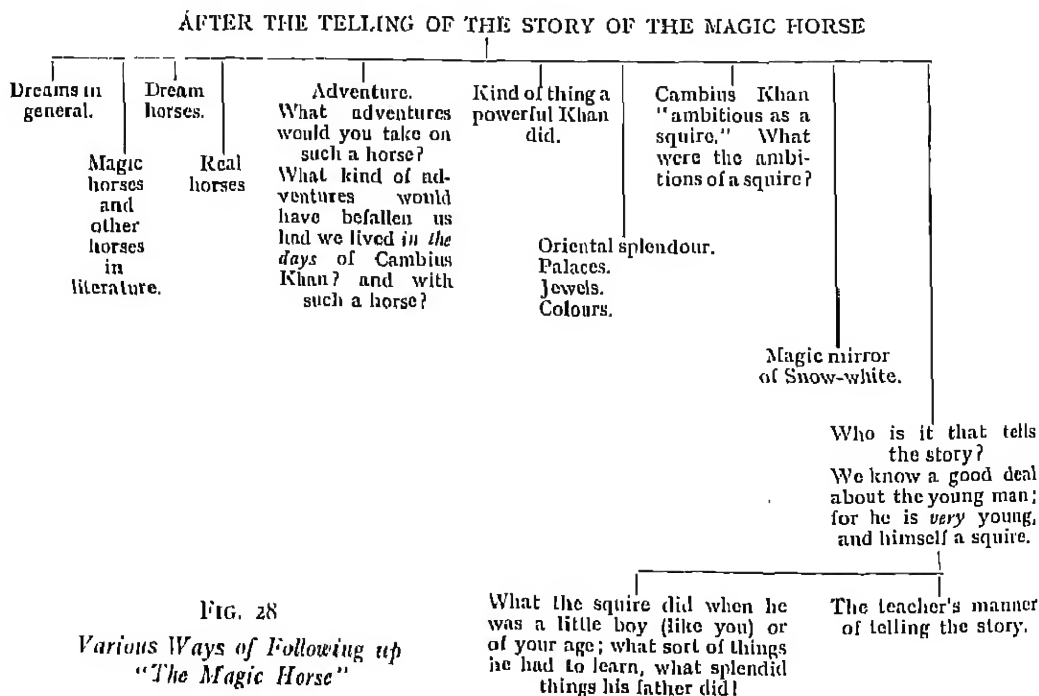 AFTER THE TELLING OF THE STORY OF THE MAGIC HORSE
Dreams in
general.
Magic
horses
and
other
horses
in
literature.
Dream
horses.
Real
horses
Adventure.
What adventures
would you take on
such a horse?
What kind of ad-
ventures would
have befallen us
had we lived in the
days of Cambius
Khan? and with
such a horse?
Kind of thing a
powerful Khan
did.
Oriental splendour.
Palaces.
Jewels.
Colours.
Cambius Khan
"ambitious as a
squire." What
were the ambi-
tions of a squire?
Magic mirror
of Snow-white.
Who is it that tells
the story?
We know a good deal
about the young man;
for he is very young,
and himself a squire.
What the squire did when he
was a little boy (like you) or
of your age; what sort of things
he had to learn, what splendid
things his father did!
The teacher's manner
of telling the story.
FIG. 28
Various Ways of Following up
"The Magic Horse"